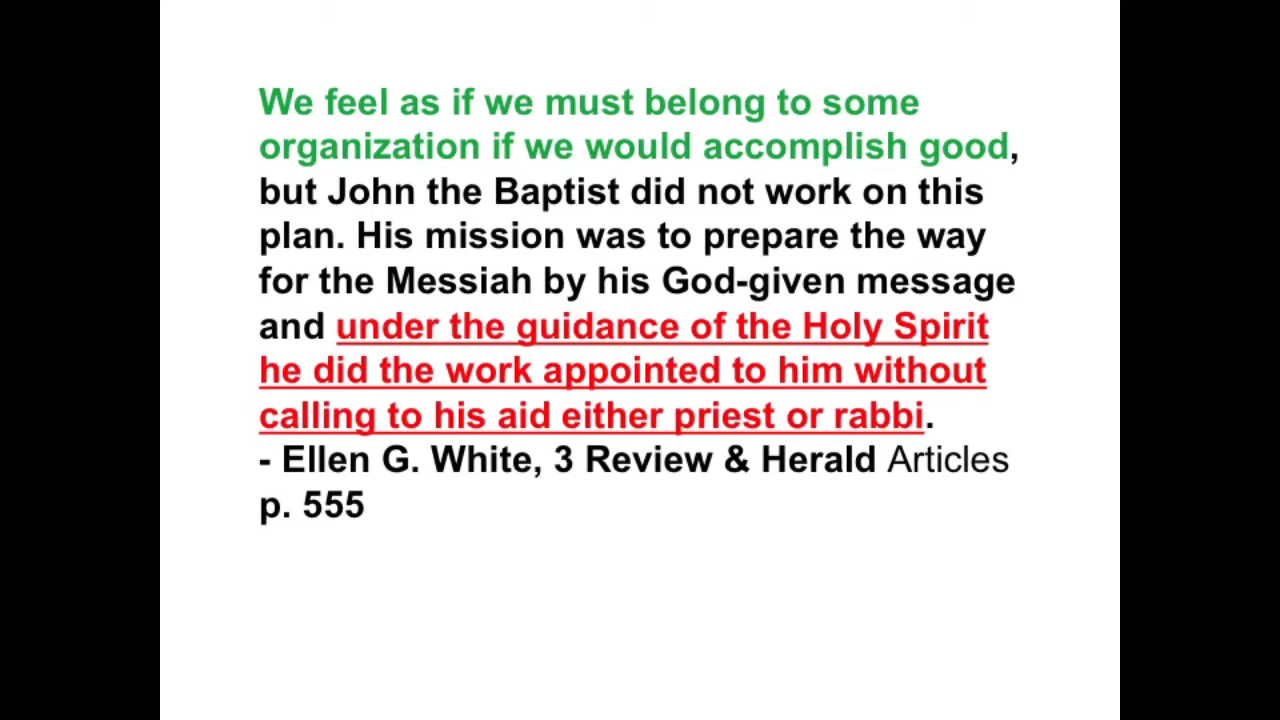 We feel as if we must belong to some
organization if we would accomplish good,
but John the Baptist did not work on this
plan. His mission was to prepare the way
for the Messiah by his God-given message
and under the guidance of the Holy Spirit
he did the work appointed to him without
calling to his aid either priest or rabbi.
- Ellen G. White, 3 Review & Herald Articles
p. 555